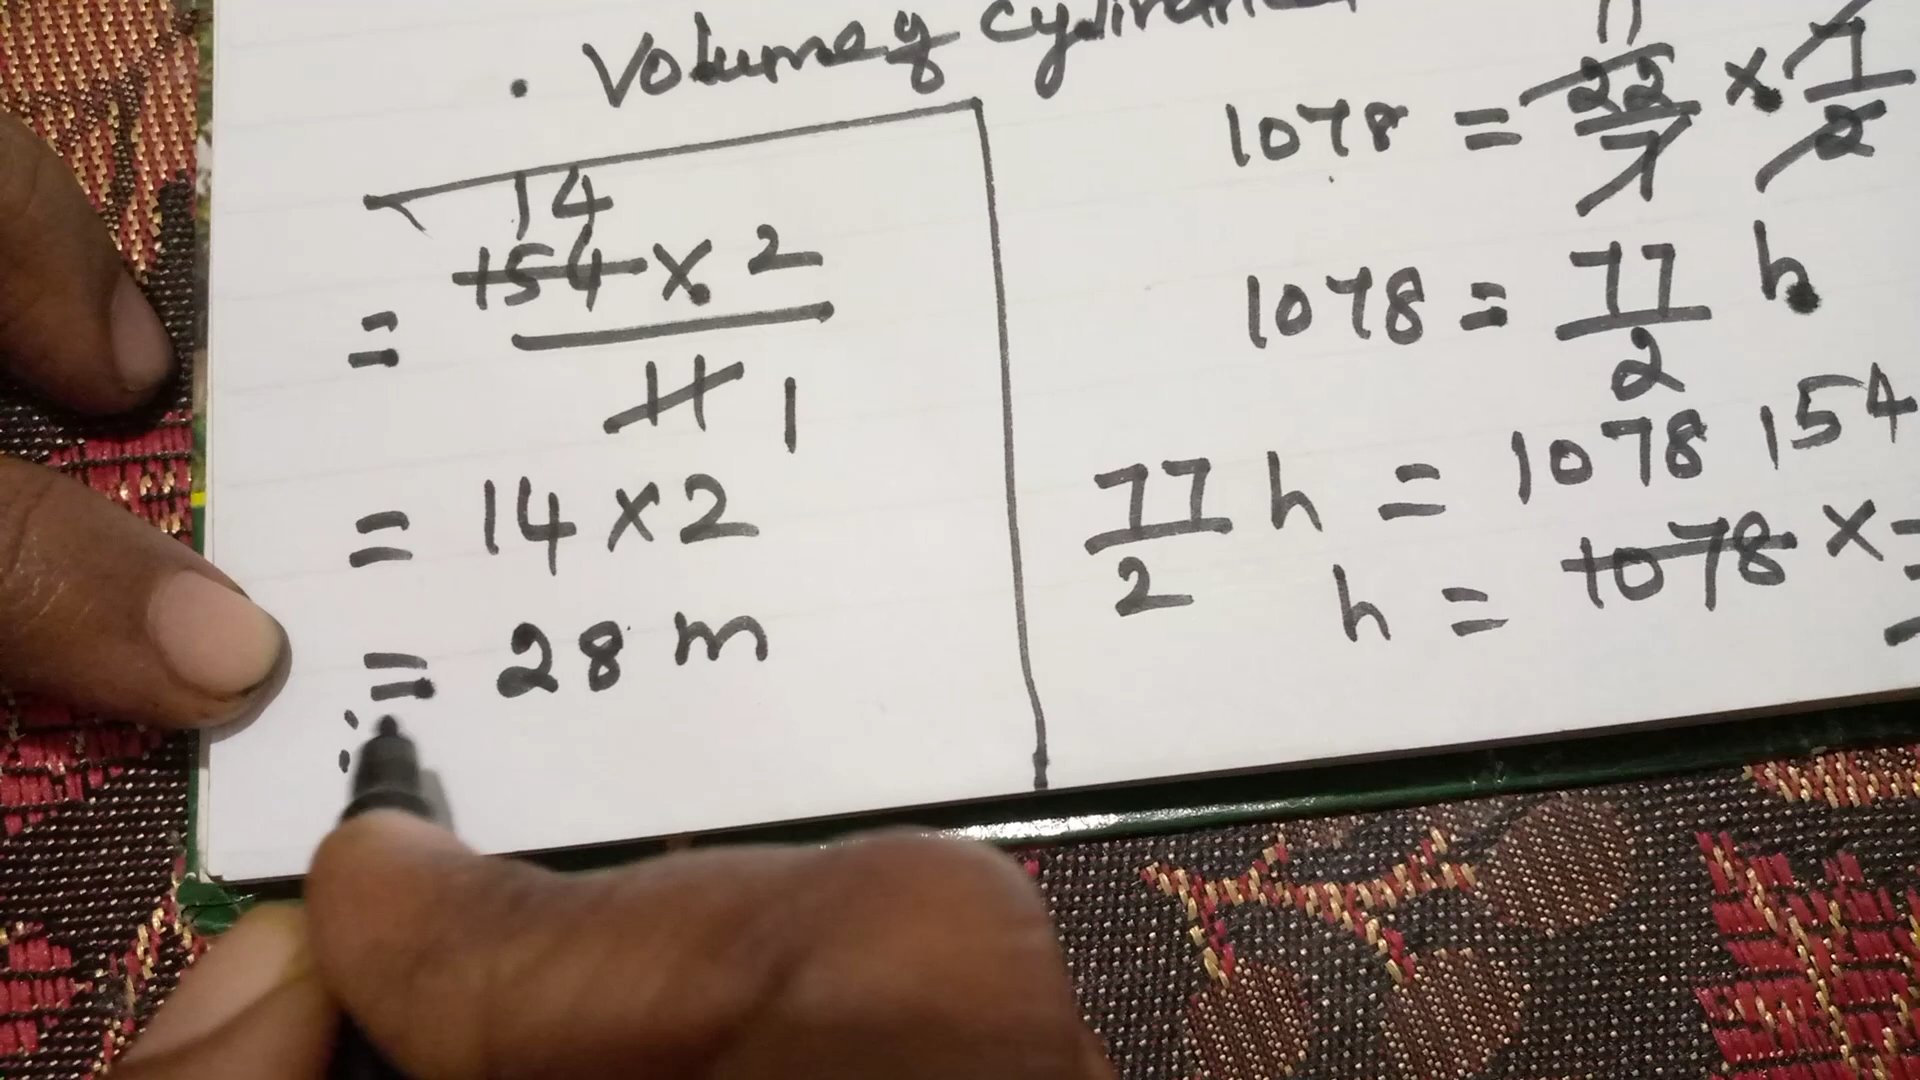 . Volume of Cylinder
11
1078 = 22/7 × 7/2
1078 = 77/2 h
77/2 h = 1078
154
h = 1078 ×
14
= 154 × 2
11 1
= 14 × 2
= 28 m
∴